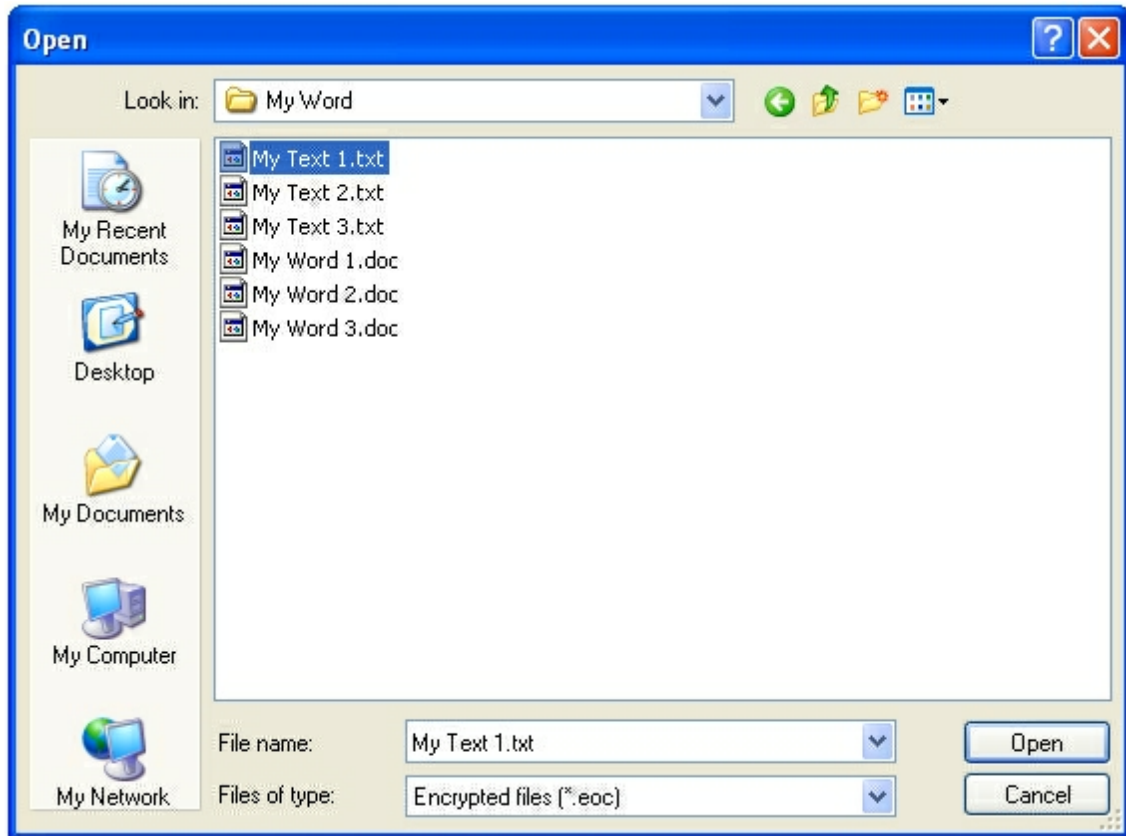 Open
Look in:
My Word
My Recent
Documents
Desktop
My Documents
My Computer
My Network
My Text 1.txt
My Text 2.txt
My Text 3.txt
My Word 1.doc
My Word 2.doc
My Word 3.doc
File name:
My Text 1.txt
Open
Files of type:
Encrypted files (*.eoc)
Cancel